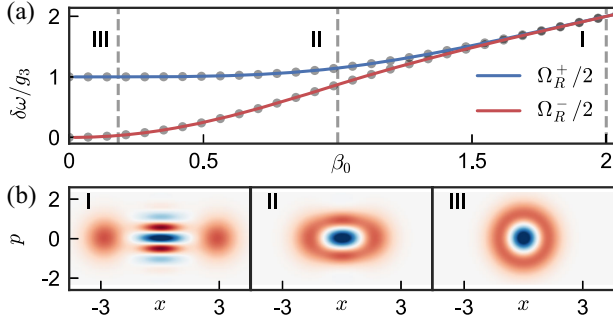 (a)
2
1
0
δω/g₃
III
II
I
Ω_R^+/2
Ω_R^-/2
0
0.5
β₀
1.5
2
(b)
I
II
III
2
0
-2
p
-3 x 3
-3 x 3
-3 x 3